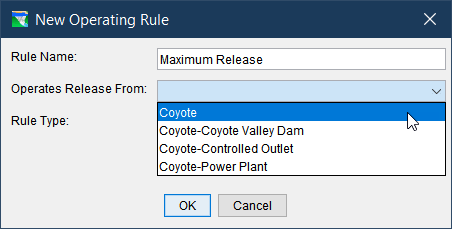 New Operating Rule
Rule Name: Maximum Release
Operates Release From:
Coyote
Rule Type:
Coyote-Coyote Valley Dam
Coyote-Controlled Outlet
Coyote-Power Plant
OK Cancel